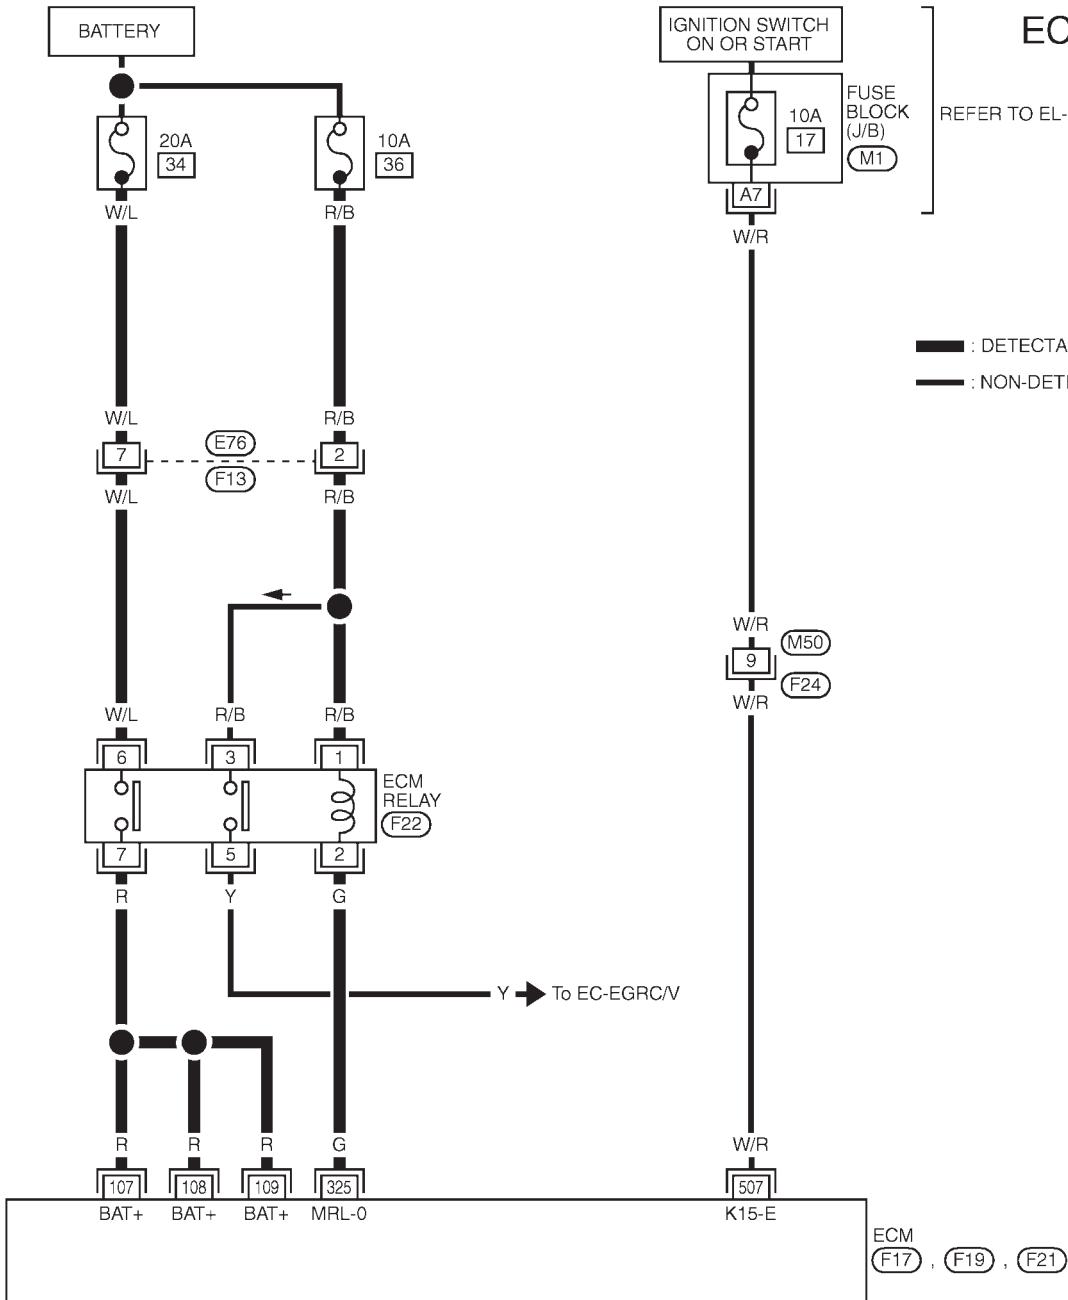 BATTERY
IGNITION SWITCH
ON OR START
EC
20A
34
10A
36
10A
17
FUSE
BLOCK
(J/B)
M1
REFER TO EL-
A7
W/L
R/B
W/R
: DETECTA
: NON-DET
W/L
R/B
7
E76
F13
2
W/L
R/B
W/R
9
M50
F24
W/R
W/L
R/B
R/B
6
3
1
ECM
RELAY
F22
7
5
2
R
Y
G
Y
To EC-EGRC/V
R
R
R
G
W/R
107
108
109
325
507
BAT+
BAT+
BAT+
MRL-0
K15-E
ECM
F17 , F19 , F21